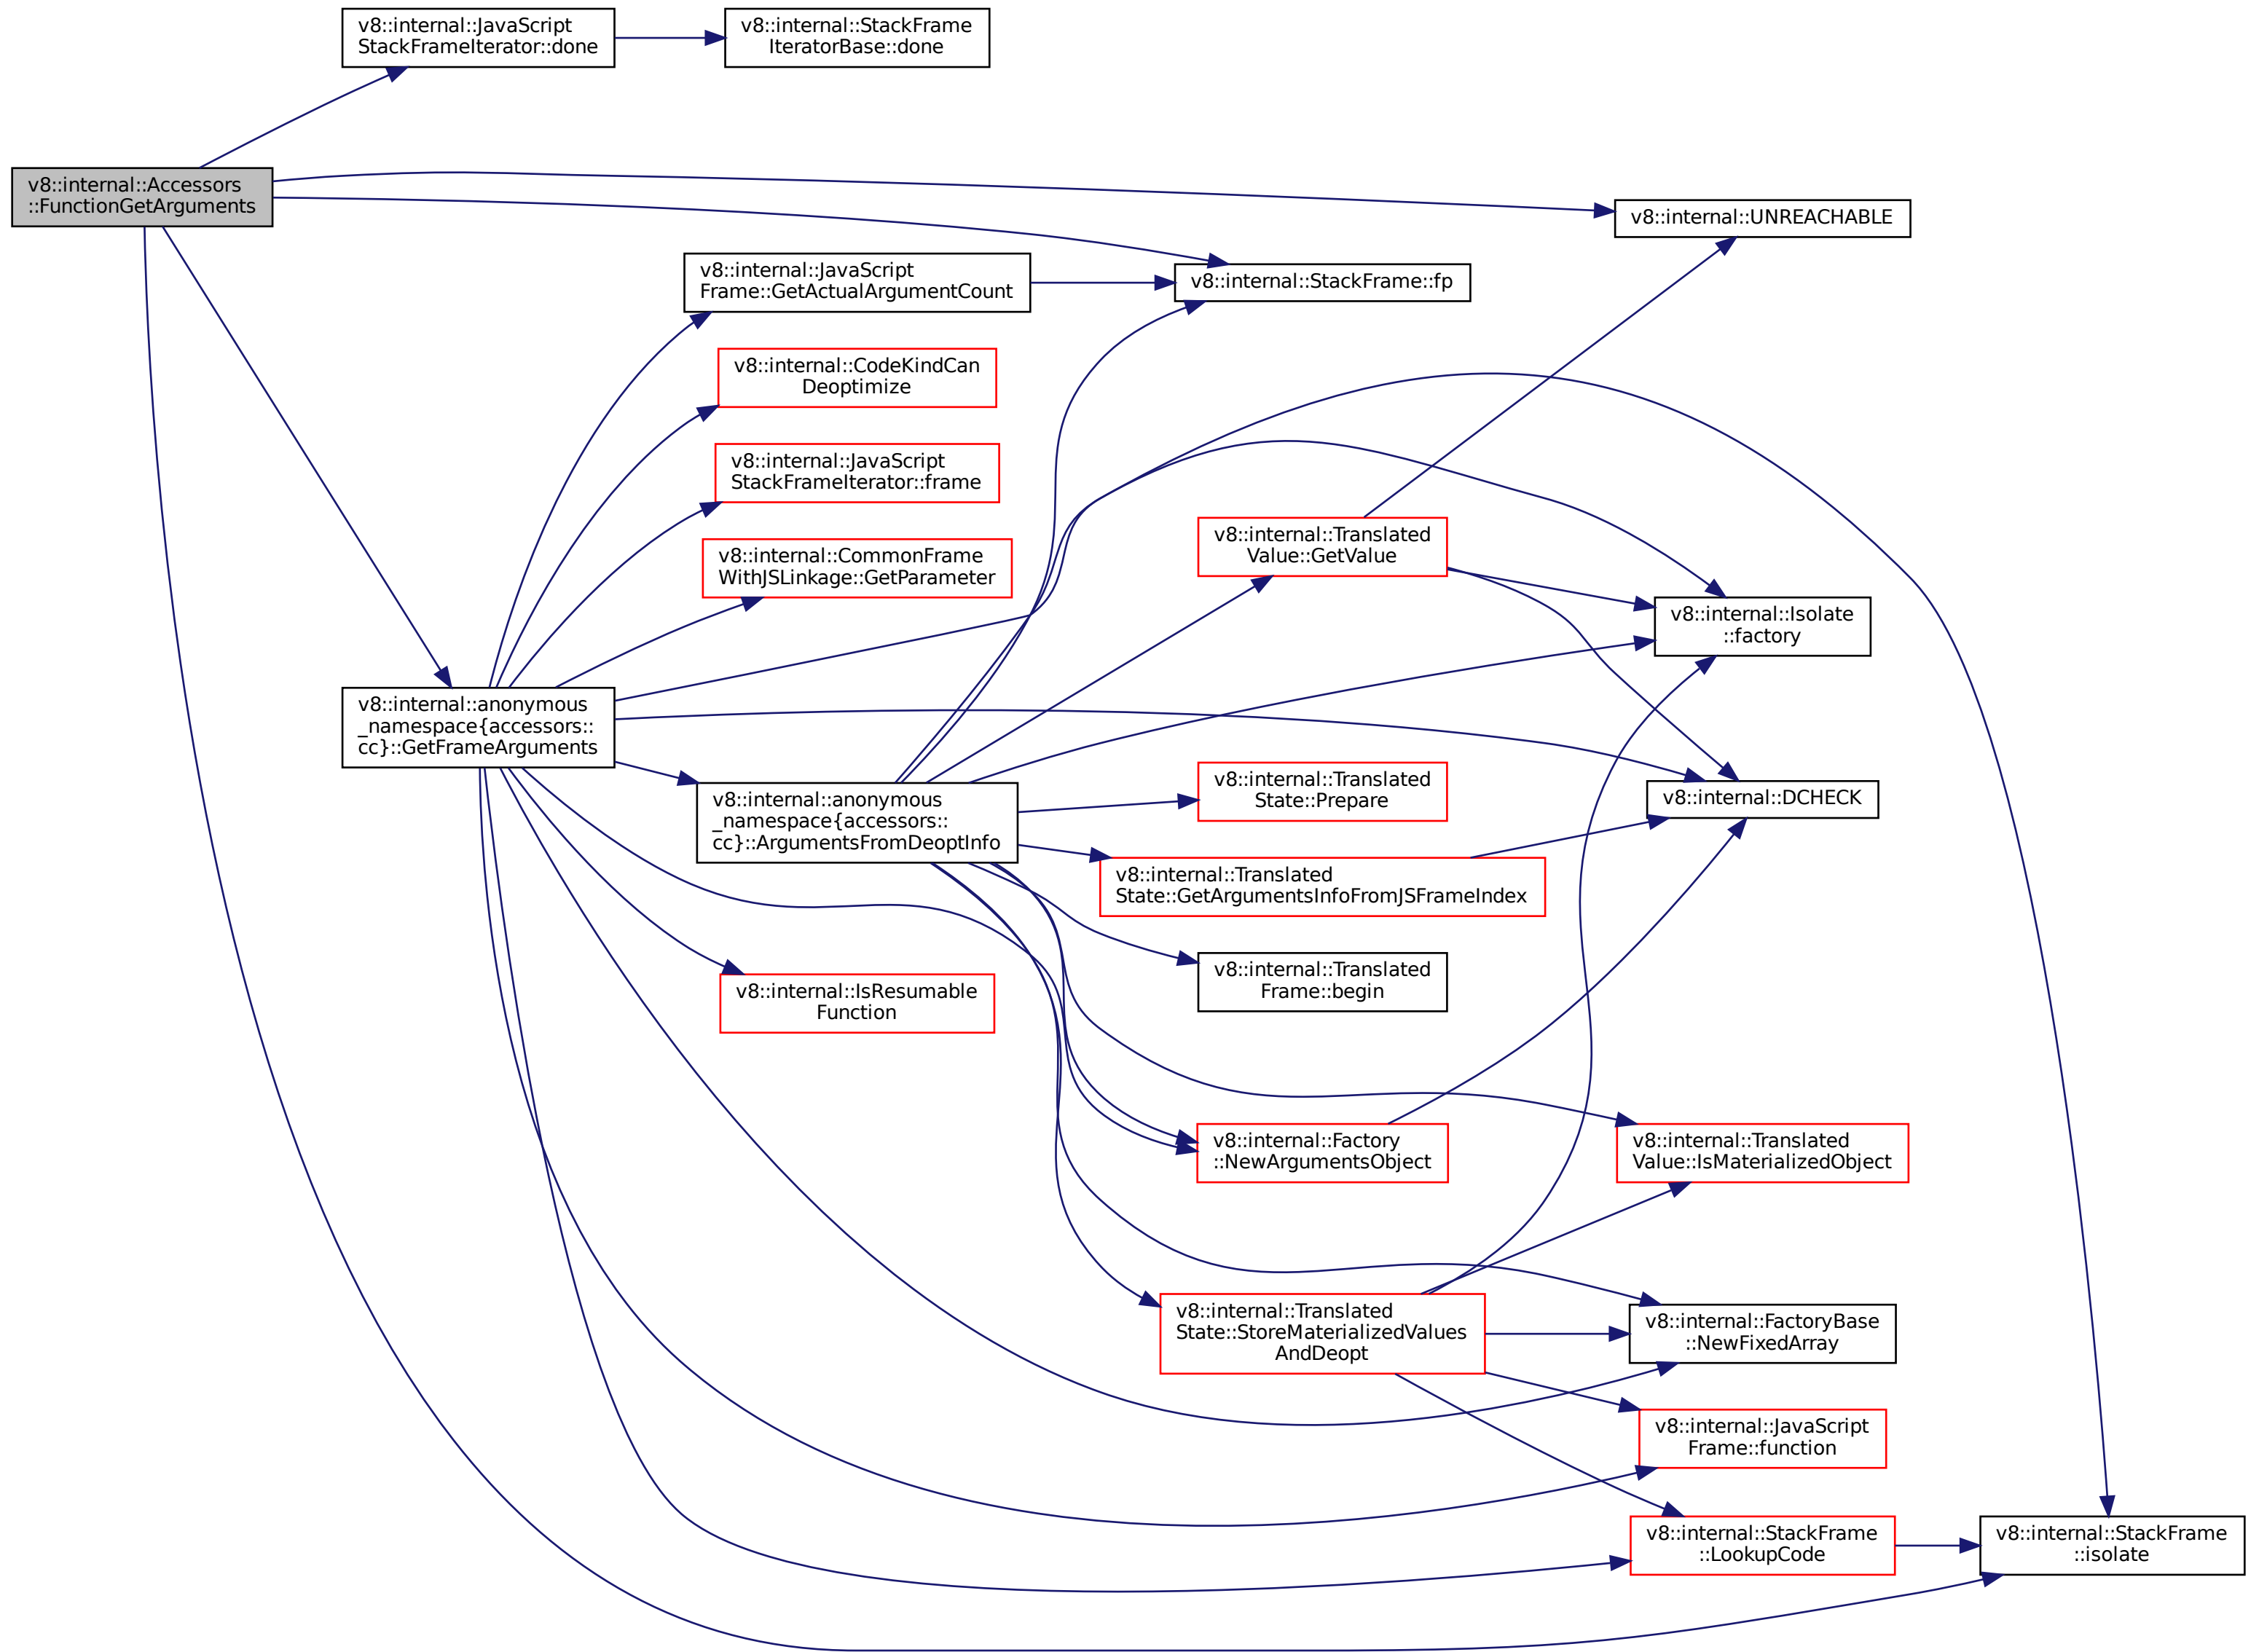 v8::internal::JavaScript
StackFrameIterator::done
v8::internal::StackFrame
IteratorBase::done
v8::internal::Accessors
::FunctionGetArguments
v8::internal::UNREACHABLE
v8::internal::JavaScript
Frame::GetActualArgumentCount
v8::internal::StackFrame::fp
v8::internal::CodeKindCan
Deoptimize
v8::internal::JavaScript
StackFrameIterator::frame
v8::internal::CommonFrame
WithJSLinkage::GetParameter
v8::internal::Translated
Value::GetValue
v8::internal::Isolate
::factory
v8::internal::anonymous
_namespace{accessors::
cc}::GetFrameArguments
v8::internal::anonymous
_namespace{accessors::
cc}::ArgumentsFromDeoptInfo
v8::internal::Translated
State::Prepare
v8::internal::DCHECK
v8::internal::Translated
State::GetArgumentsInfoFromJSFrameIndex
v8::internal::Translated
Frame::begin
v8::internal::IsResumable
Function
v8::internal::Factory
::NewArgumentsObject
v8::internal::Translated
Value::IsMaterializedObject
v8::internal::Translated
State::StoreMaterializedValues
AndDeopt
v8::internal::FactoryBase
::NewFixedArray
v8::internal::JavaScript
Frame::function
v8::internal::StackFrame
::LookupCode
v8::internal::StackFrame
::isolate